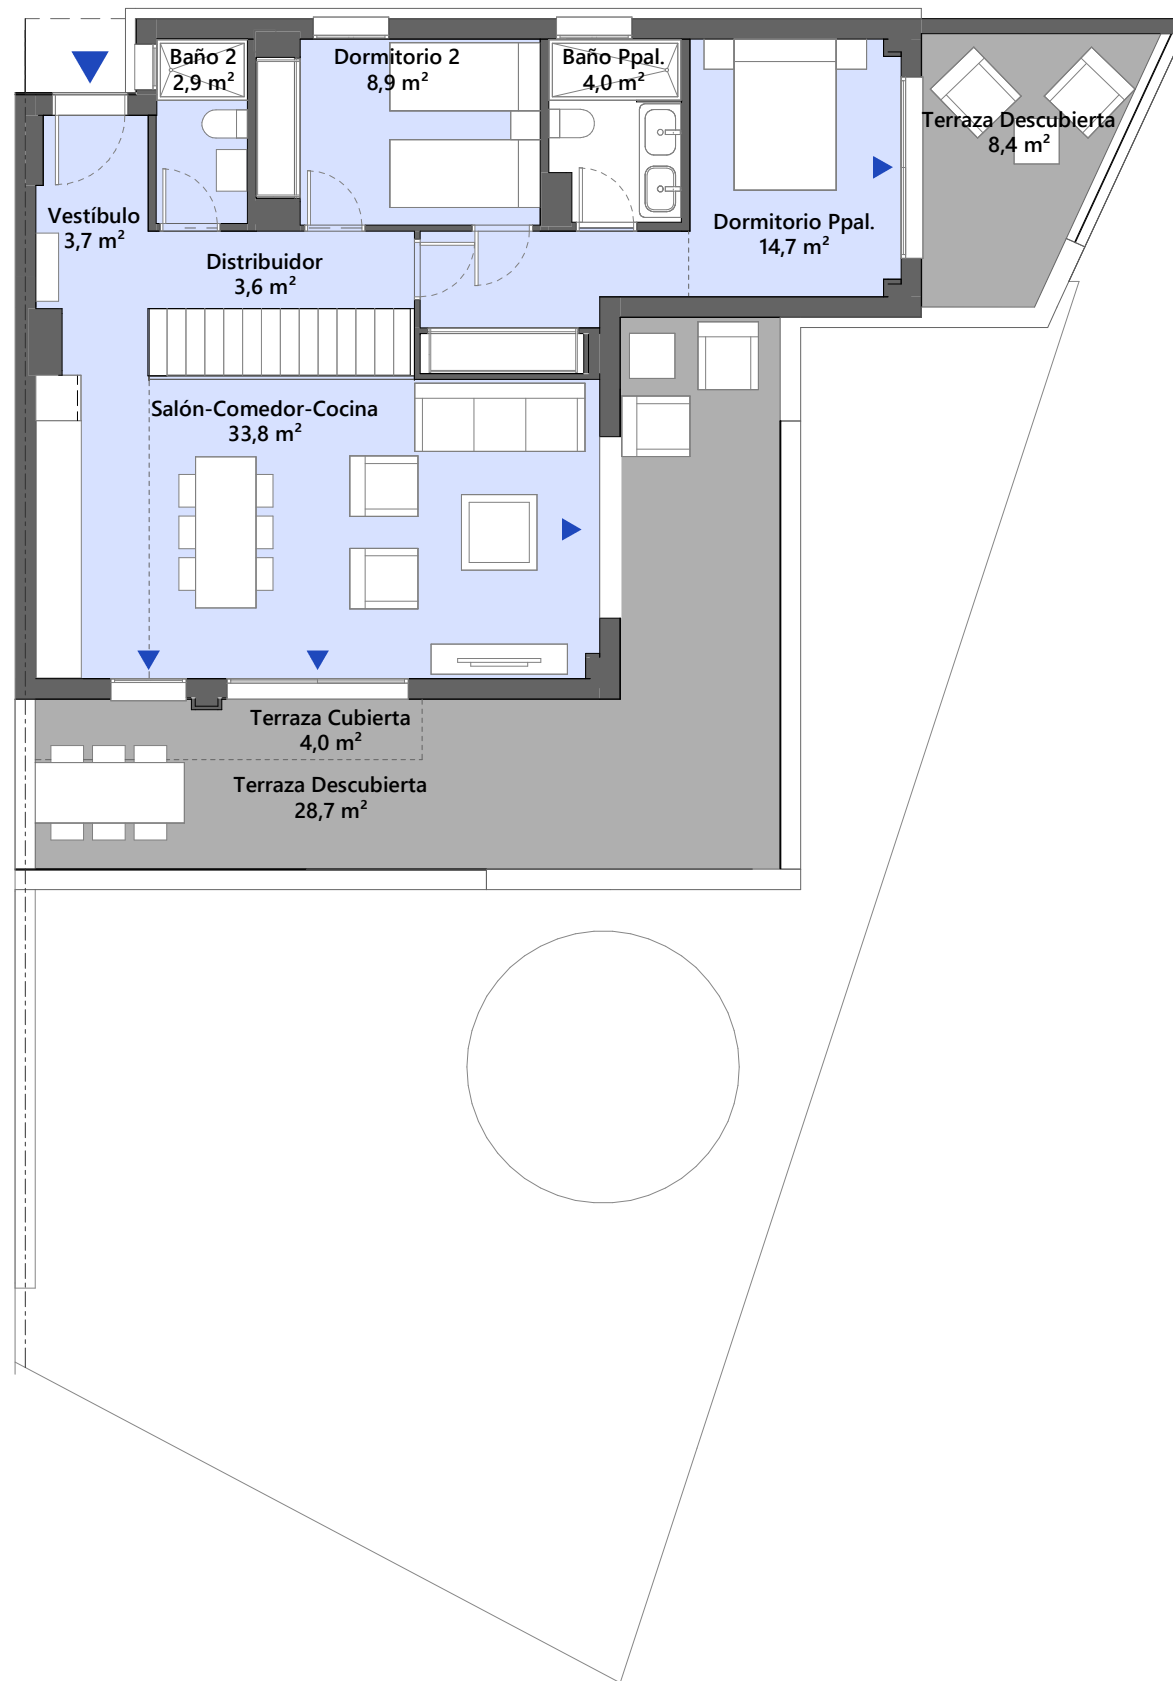 Baño 2
2,9 m²
Dormitorio 2
8,9 m²
Baño Ppal.
4,0 m²
Terraza Descubierta
8,4 m²
Vestíbulo
3,7 m²
Dormitorio Ppal.
14,7 m²
Distribuidor
3,6 m²
Salón-Comedor-Cocina
33,8 m²
Terraza Cubierta
4,0 m²
Terraza Descubierta
28,7 m²